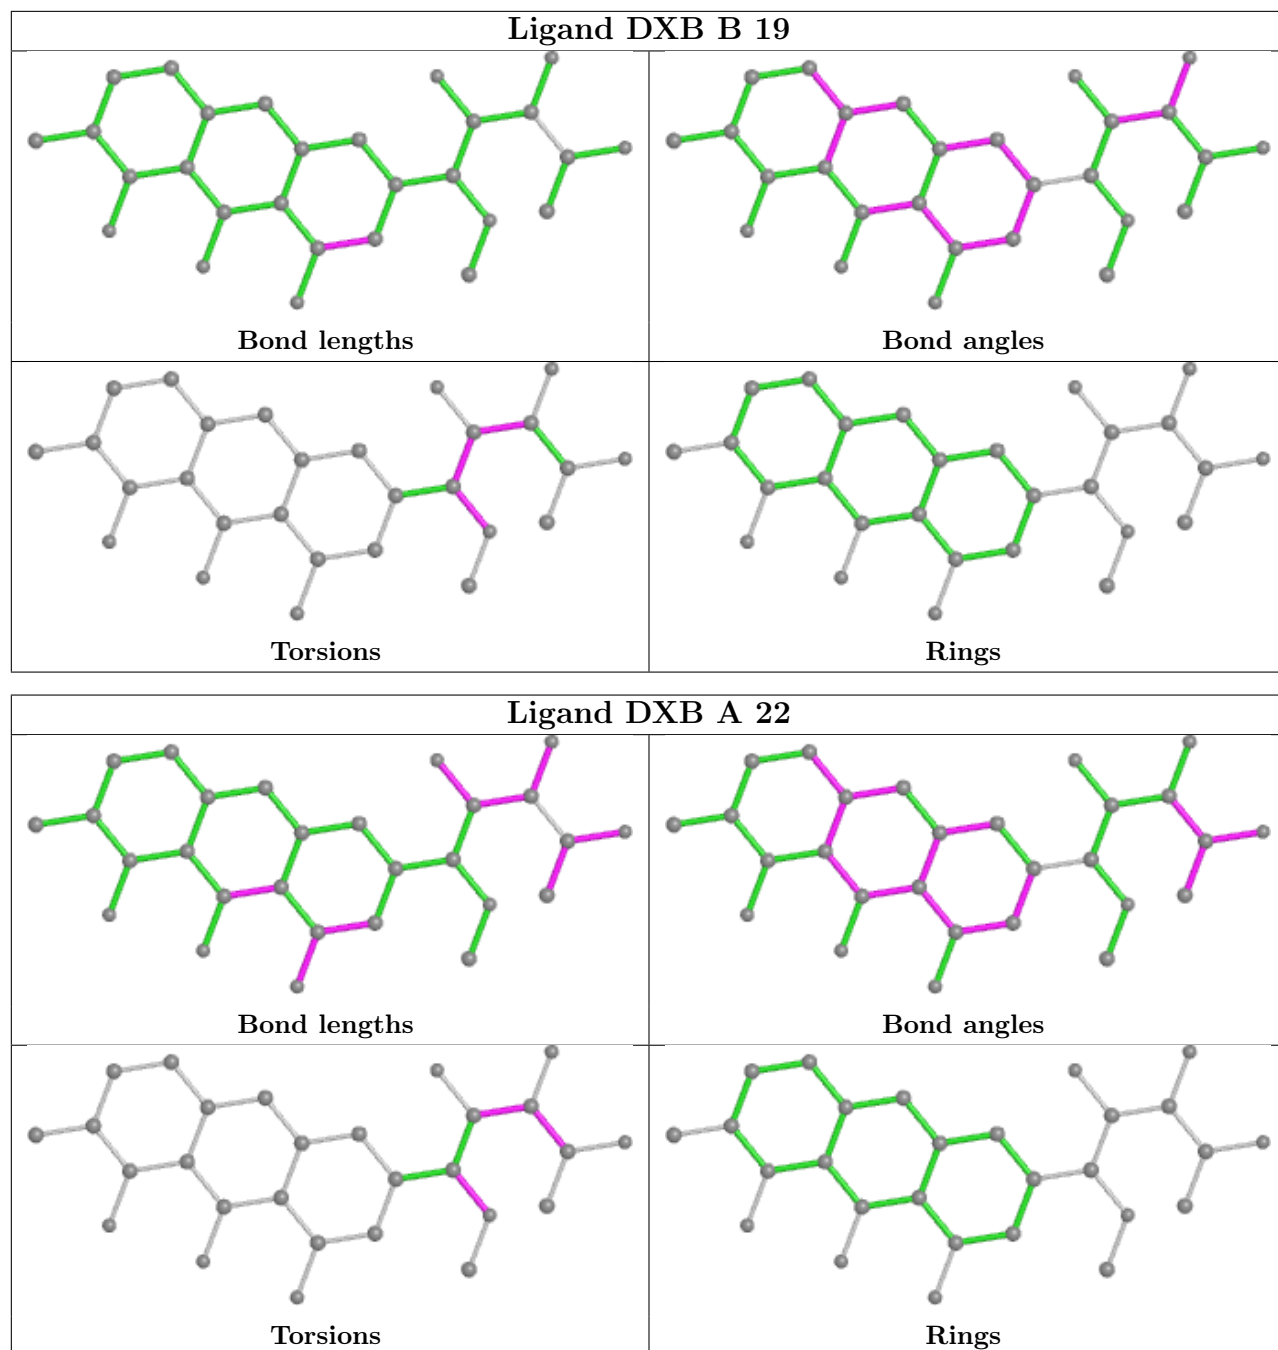 Ligand DXB B 19
Bond lengths
Bond angles
Torsions
Rings
Ligand DXB A 22
Bond lengths
Bond angles
Torsions
Rings